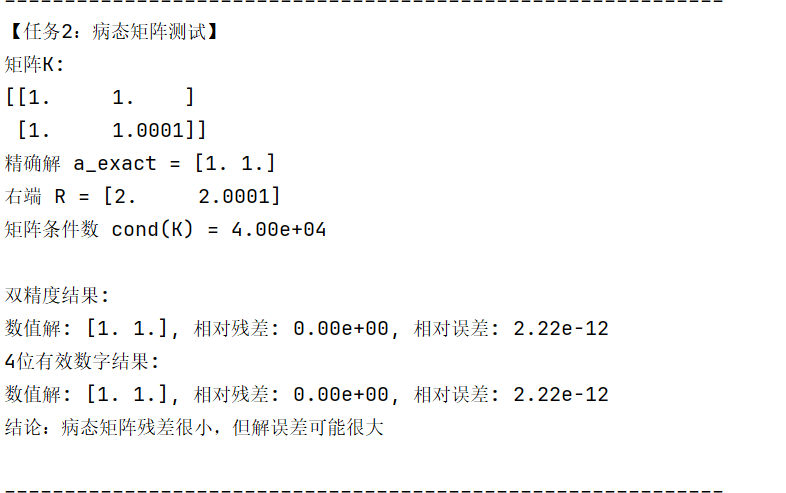 ------------------------------------------------------------
【任务2：病态矩阵测试】
矩阵K:
[[1.     1.    ]
 [1.     1.0001]]
精确解 a_exact = [1. 1.]
右端 R = [2.     2.0001]
矩阵条件数 cond(K) = 4.00e+04
双精度结果:
数值解: [1. 1.], 相对残差: 0.00e+00, 相对误差: 2.22e-12
4位有效数字结果:
数值解: [1. 1.], 相对残差: 0.00e+00, 相对误差: 2.22e-12
结论：病态矩阵残差很小，但解误差可能很大
------------------------------------------------------------